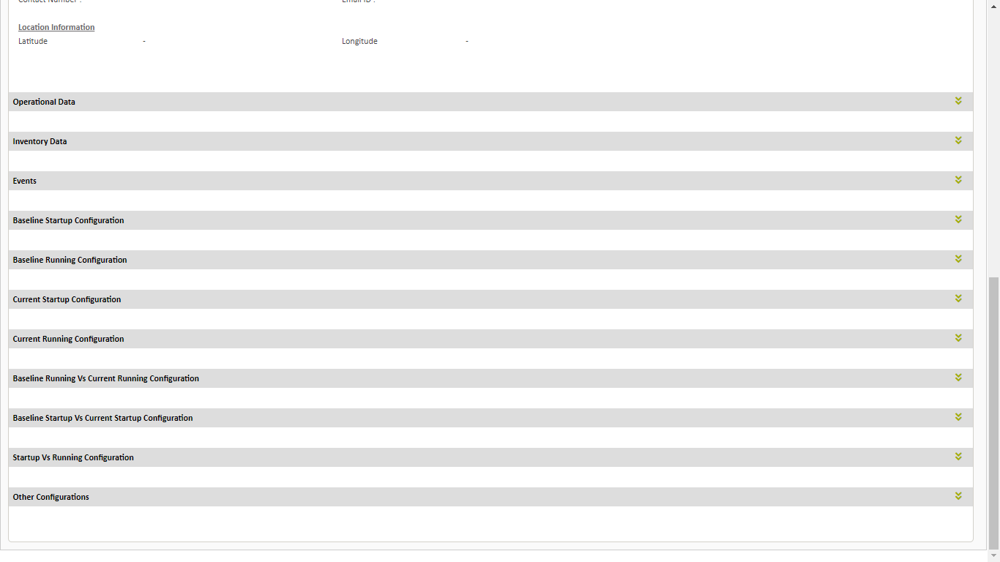 Contact Number : Email ID :
Location Information
Latitude - Longitude -
Operational Data
Inventory Data
Events
Baseline Startup Configuration
Baseline Running Configuration
Current Startup Configuration
Current Running Configuration
Baseline Running Vs Current Running Configuration
Baseline Startup Vs Current Startup Configuration
Startup Vs Running Configuration
Other Configurations